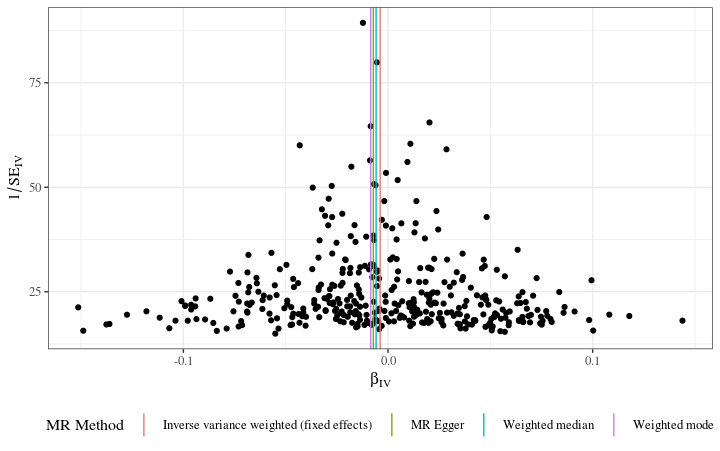 75
50
25
1/SE_IV
-0.1 0.0 0.1
β_IV
MR Method Inverse variance weighted (fixed effects) MR Egger Weighted median Weighted mode